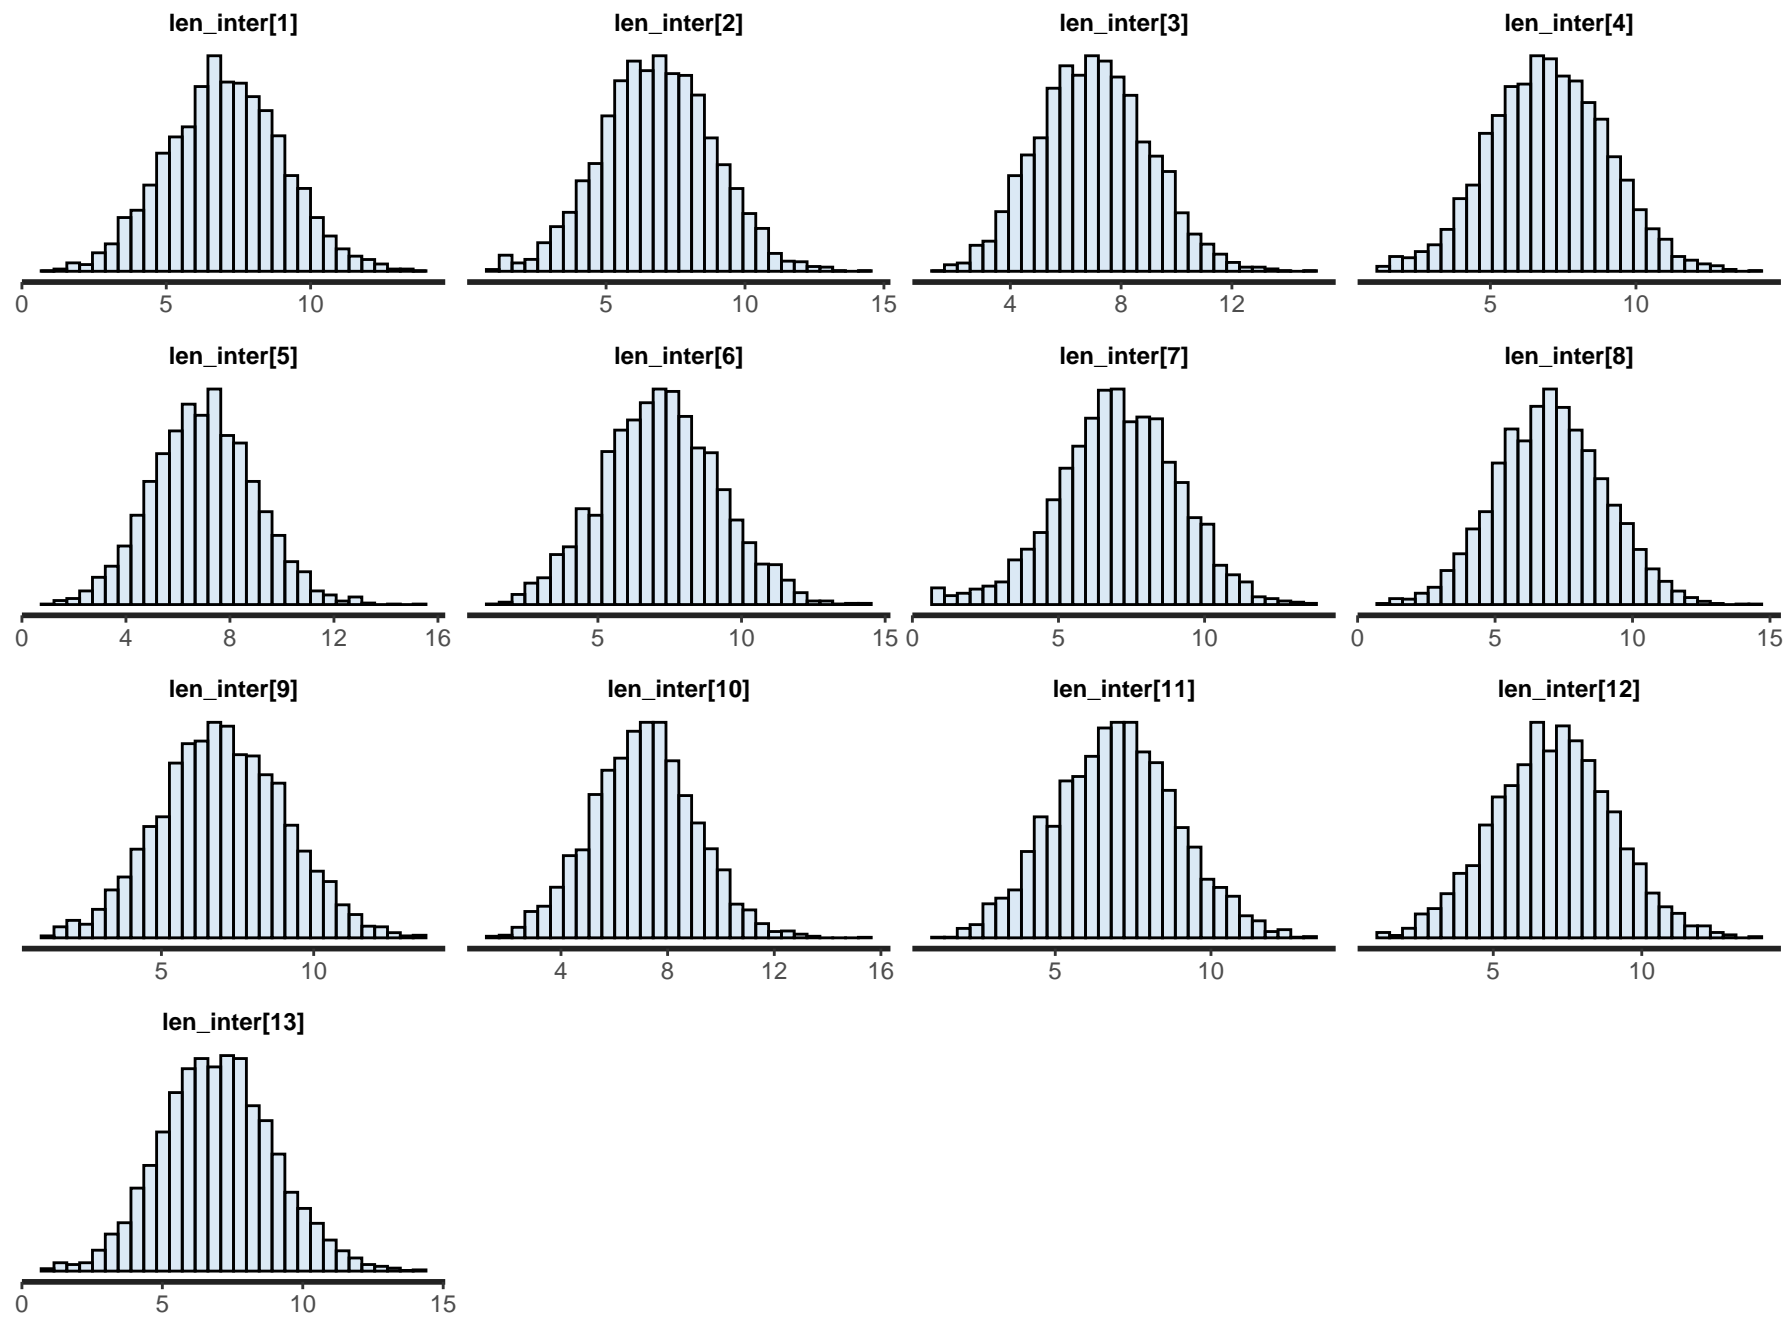 len_inter[1] len_inter[2] len_inter[3] len_inter[4]
0 5 10 5 10 15 4 8 12 5 10
len_inter[5] len_inter[6] len_inter[7] len_inter[8]
0 4 8 12 16 5 10 15 0 5 10 0 5 10 15
len_inter[9] len_inter[10] len_inter[11] len_inter[12]
5 10 4 8 12 16 5 10 5 10
len_inter[13]
0 5 10 15